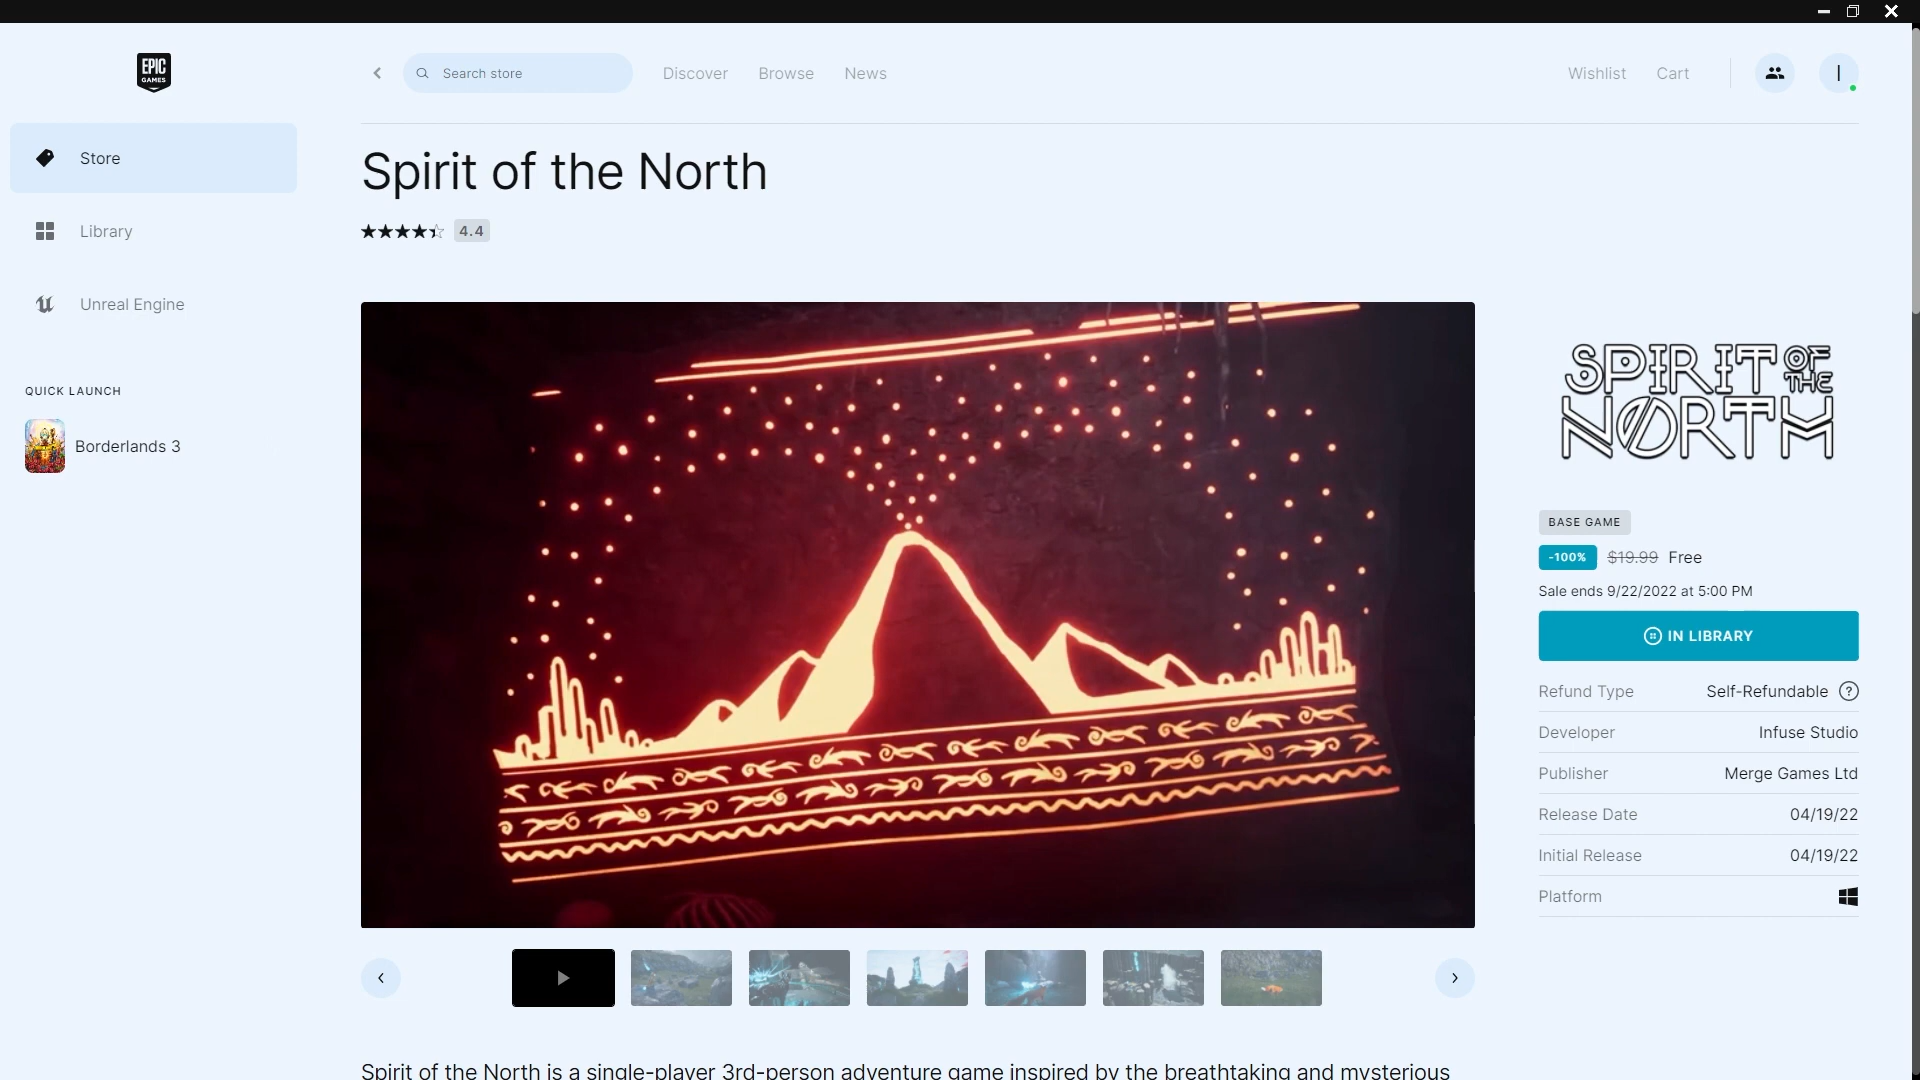 EPIC
GAMES
Search store
Discover
Browse
News
Wishlist
Cart
Store
Library
Unreal Engine
QUICK LAUNCH
Borderlands 3
Spirit of the North
4.4
SPIRIT OF THE
NORTH
BASE GAME
-100% $19.99 Free
Sale ends 9/22/2022 at 5:00 PM
IN LIBRARY
Refund Type Self-Refundable ?
Developer Infuse Studio
Publisher Merge Games Ltd
Release Date 04/19/22
Initial Release 04/19/22
Platform
Spirit of the North is a single-player 3rd-person adventure game inspired by the breathtaking and mysterious